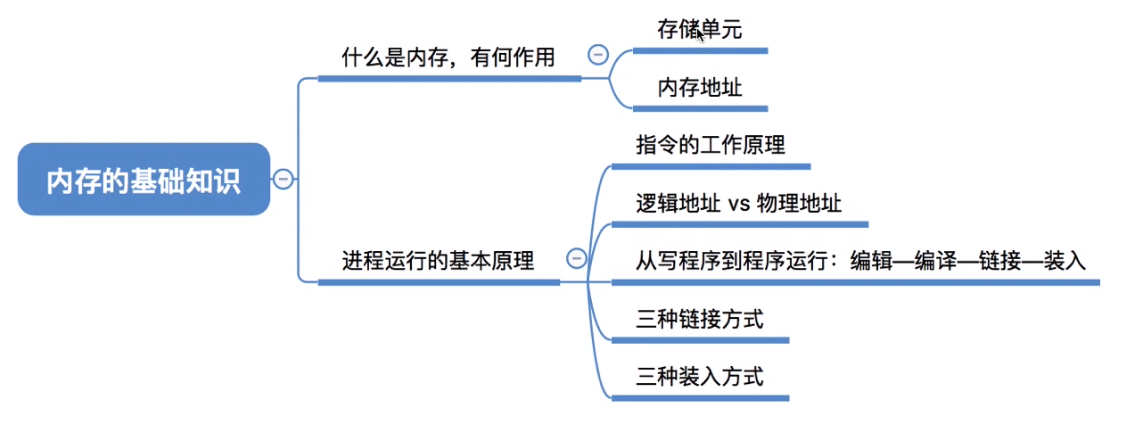 内存的基础知识
什么是内存，有何作用
存储单元
内存地址
进程运行的基本原理
指令的工作原理
逻辑地址 vs 物理地址
从写程序到程序运行：编辑—编译—链接—装入
三种链接方式
三种装入方式